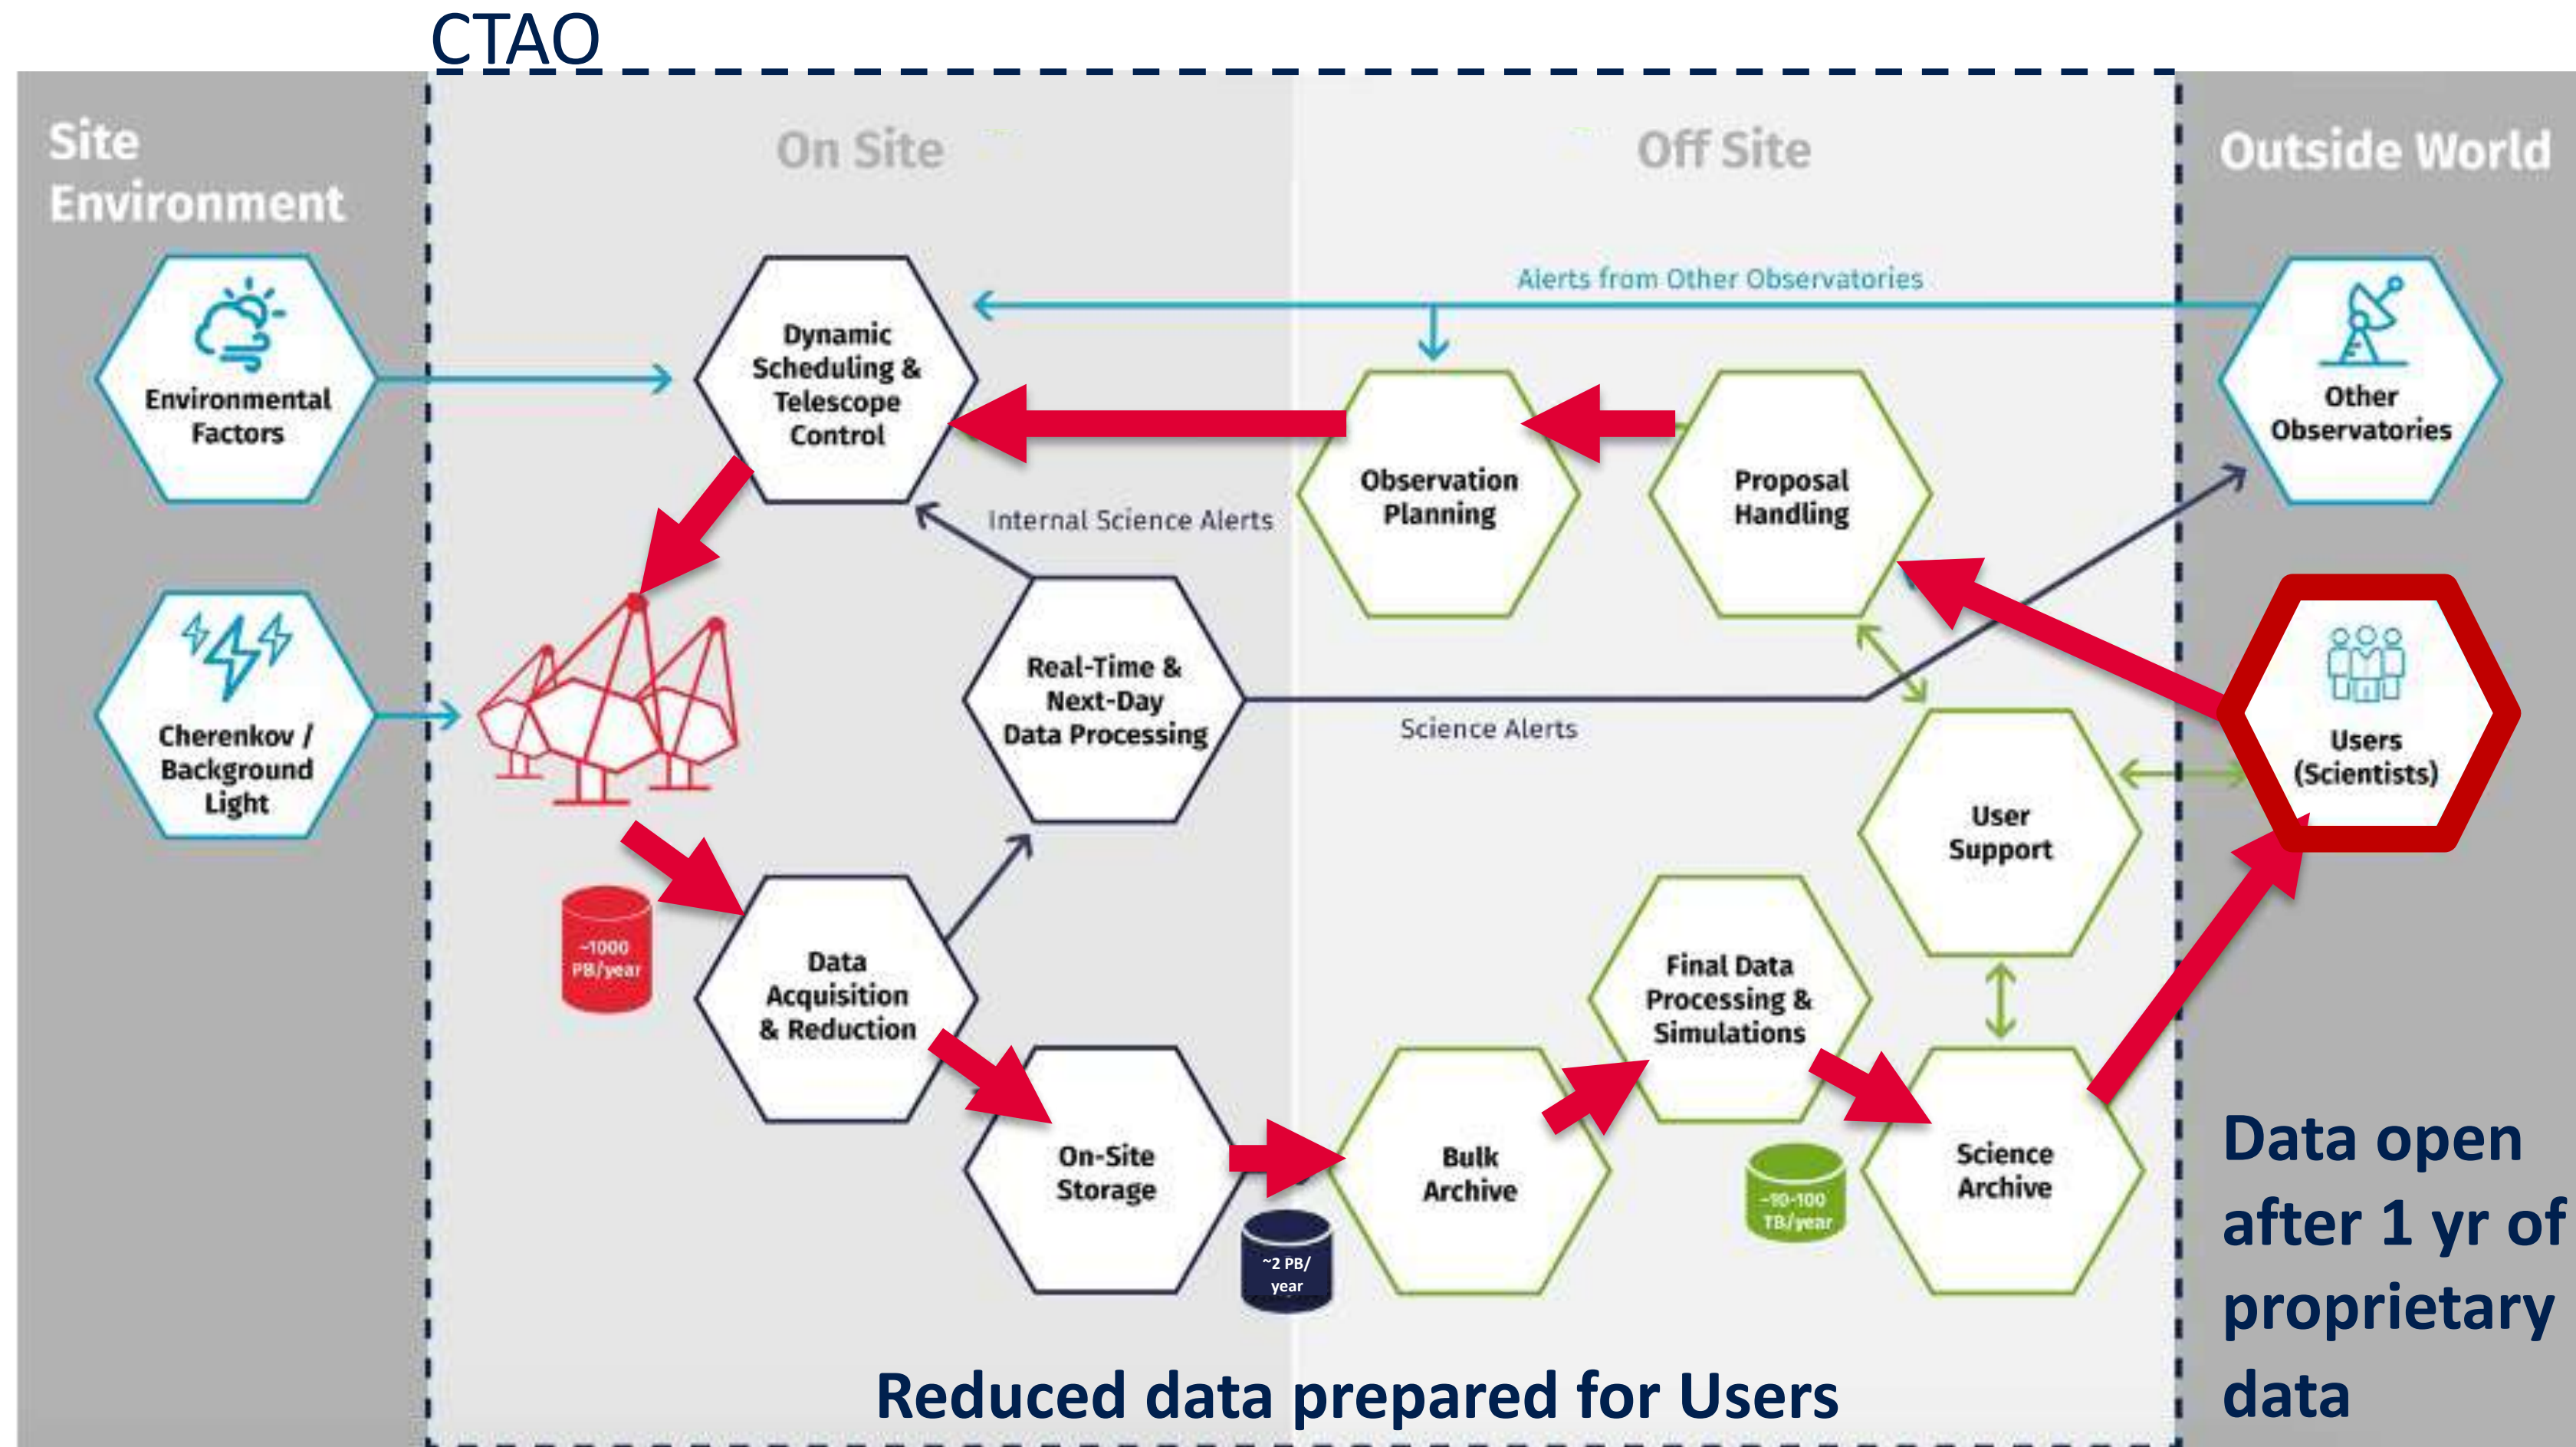 CTAO
Site
Environment
On Site
Off Site
Outside World
Alerts from Other Observatories
Environmental
Factors
Dynamic
Scheduling &
Telescope
Control
Observation
Planning
Proposal
Handling
Other
Observatories
Internal Science Alerts
Cherenkov /
Background
Light
Real-Time &
Next-Day
Data Processing
Science Alerts
Users
(Scientists)
User
Support
~1000
PB/year
Data
Acquisition
& Reduction
Final Data
Processing &
Simulations
On-Site
Storage
~2 PB/
year
Bulk
Archive
~10-100
TB/year
Science
Archive
Data open
after 1 yr of
proprietary
data
Reduced data prepared for Users